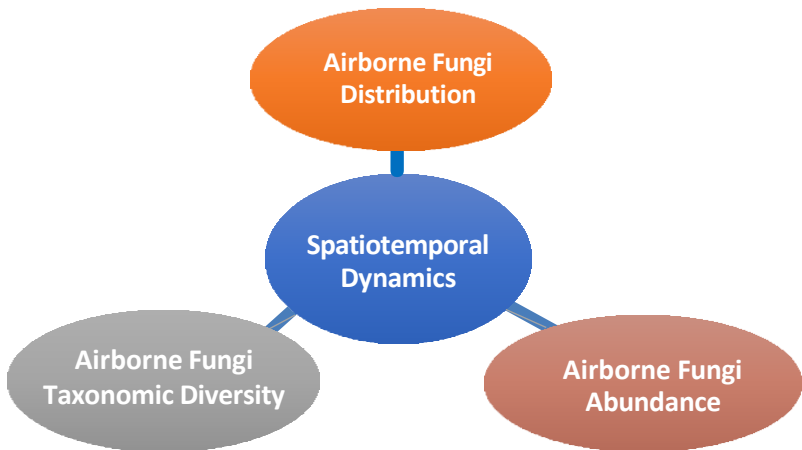 Airborne Fungi
Distribution
Spatiotemporal
Dynamics
Airborne Fungi
Taxonomic Diversity
Airborne Fungi
Abundance